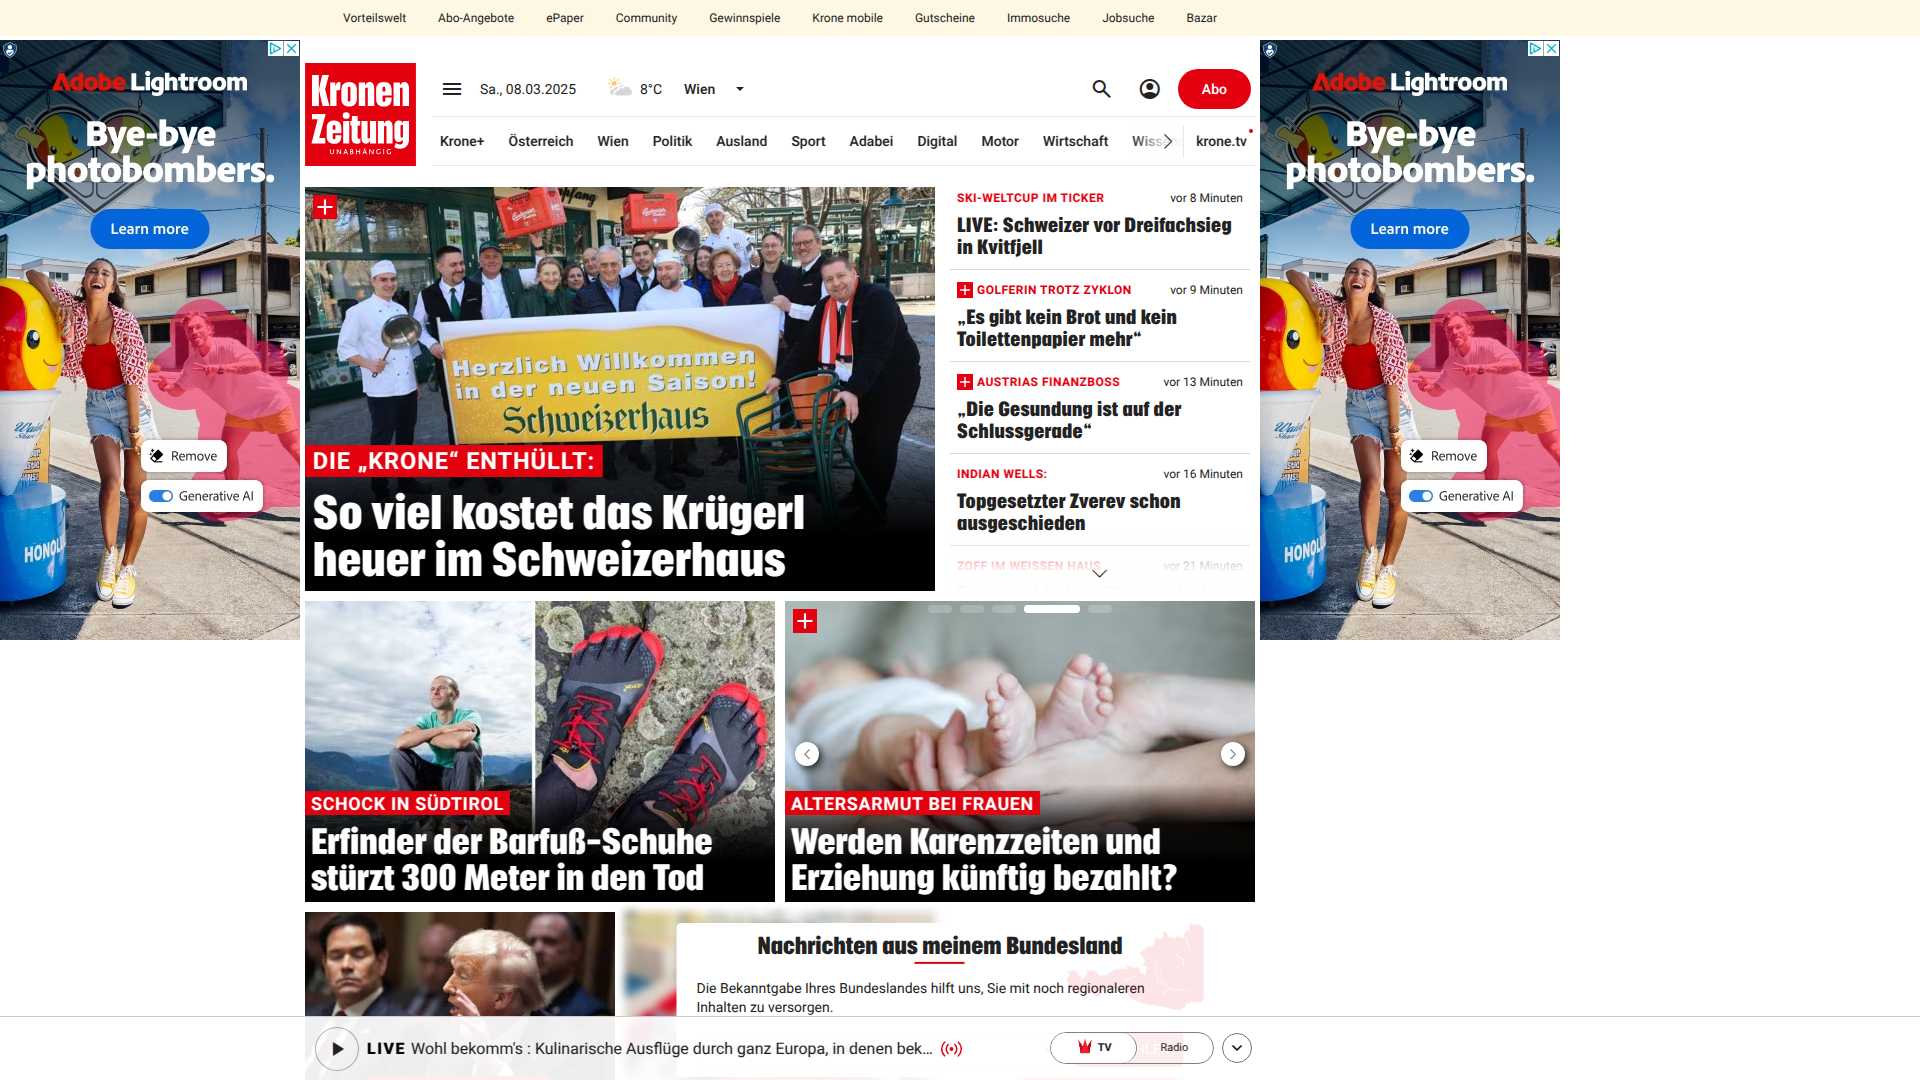 Vorteilswelt Abo-Angebote ePaper Community Gewinnspiele Krone mobile Gutscheine Immosuche Jobsuche Bazar
Adobe Lightroom
Bye-bye
photobombers.
Learn more
Remove
Generative AI
HONOL
Kronen
Zeitung
UNABHÄNGIG
Sa., 08.03.2025 8°C Wien
Abo
Krone+ Österreich Wien Politik Ausland Sport Adabei Digital Motor Wirtschaft krone.tv
Herzlich Willkommen
in der neuen Saison!
Schweizerhaus
DIE „KRONE“ ENTHÜLLT:
So viel kostet das Krügerl
heuer im Schweizerhaus
SKI-WELTCUP IM TICKER vor 8 Minuten
LIVE: Schweizer vor Dreifachsieg
in Kvitfjell
GOLFERIN TROTZ ZYKLON vor 9 Minuten
„Es gibt kein Brot und kein
Toilettenpapier mehr“
AUSTRIAS FINANZBOSS vor 13 Minuten
„Die Gesundung ist auf der
Schlussgerade“
INDIAN WELLS: vor 16 Minuten
Topgesetzter Zverev schon
ausgeschieden
ZOFF IM WEISSEN HAUS vor 21 Minuten
SCHOCK IN SÜDTIROL
Erfinder der Barfuß-Schuhe
stürzt 300 Meter in den Tod
ALTERSARMUT BEI FRAUEN
Werden Karenzzeiten und
Erziehung künftig bezahlt?
Nachrichten aus meinem Bundesland
Die Bekanntgabe Ihres Bundeslandes hilft uns, Sie mit noch regionaleren
Inhalten zu versorgen.
LIVE Wohl bekomm's : Kulinarische Ausflüge durch ganz Europa, in denen bek...
TV Radio
Adobe Lightroom
Bye-bye
photobombers.
Learn more
Remove
Generative AI
HONOL